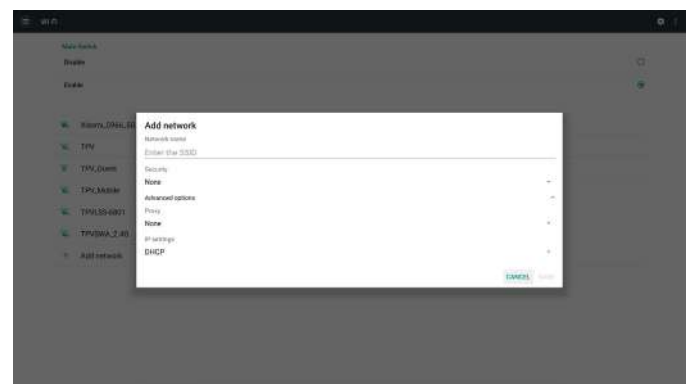 Wi-Fi
Main Switch
Disable
Enable
TPV
TPV_Guest
TPV_Mobile
Add network
Add network
Network name
Enter the SSID
Security
None
Advanced options
Proxy
None
IP settings
DHCP
CANCEL
SAVE